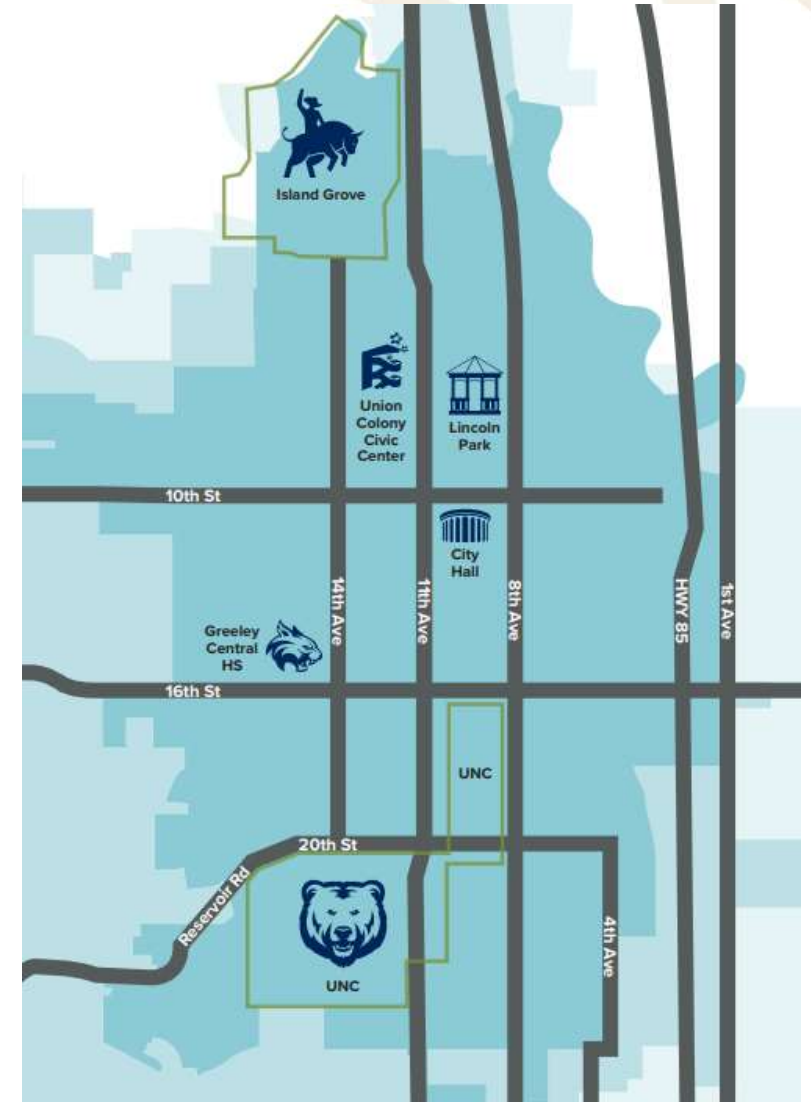 Island Grove
Union
Colony
Civic
Center
Lincoln
Park
10th St
City
Hall
14th Ave
11th Ave
8th Ave
HWY 85
1st Ave
Greeley
Central
HS
16th St
UNC
20th St
Reservoir Rd
4th Ave
UNC